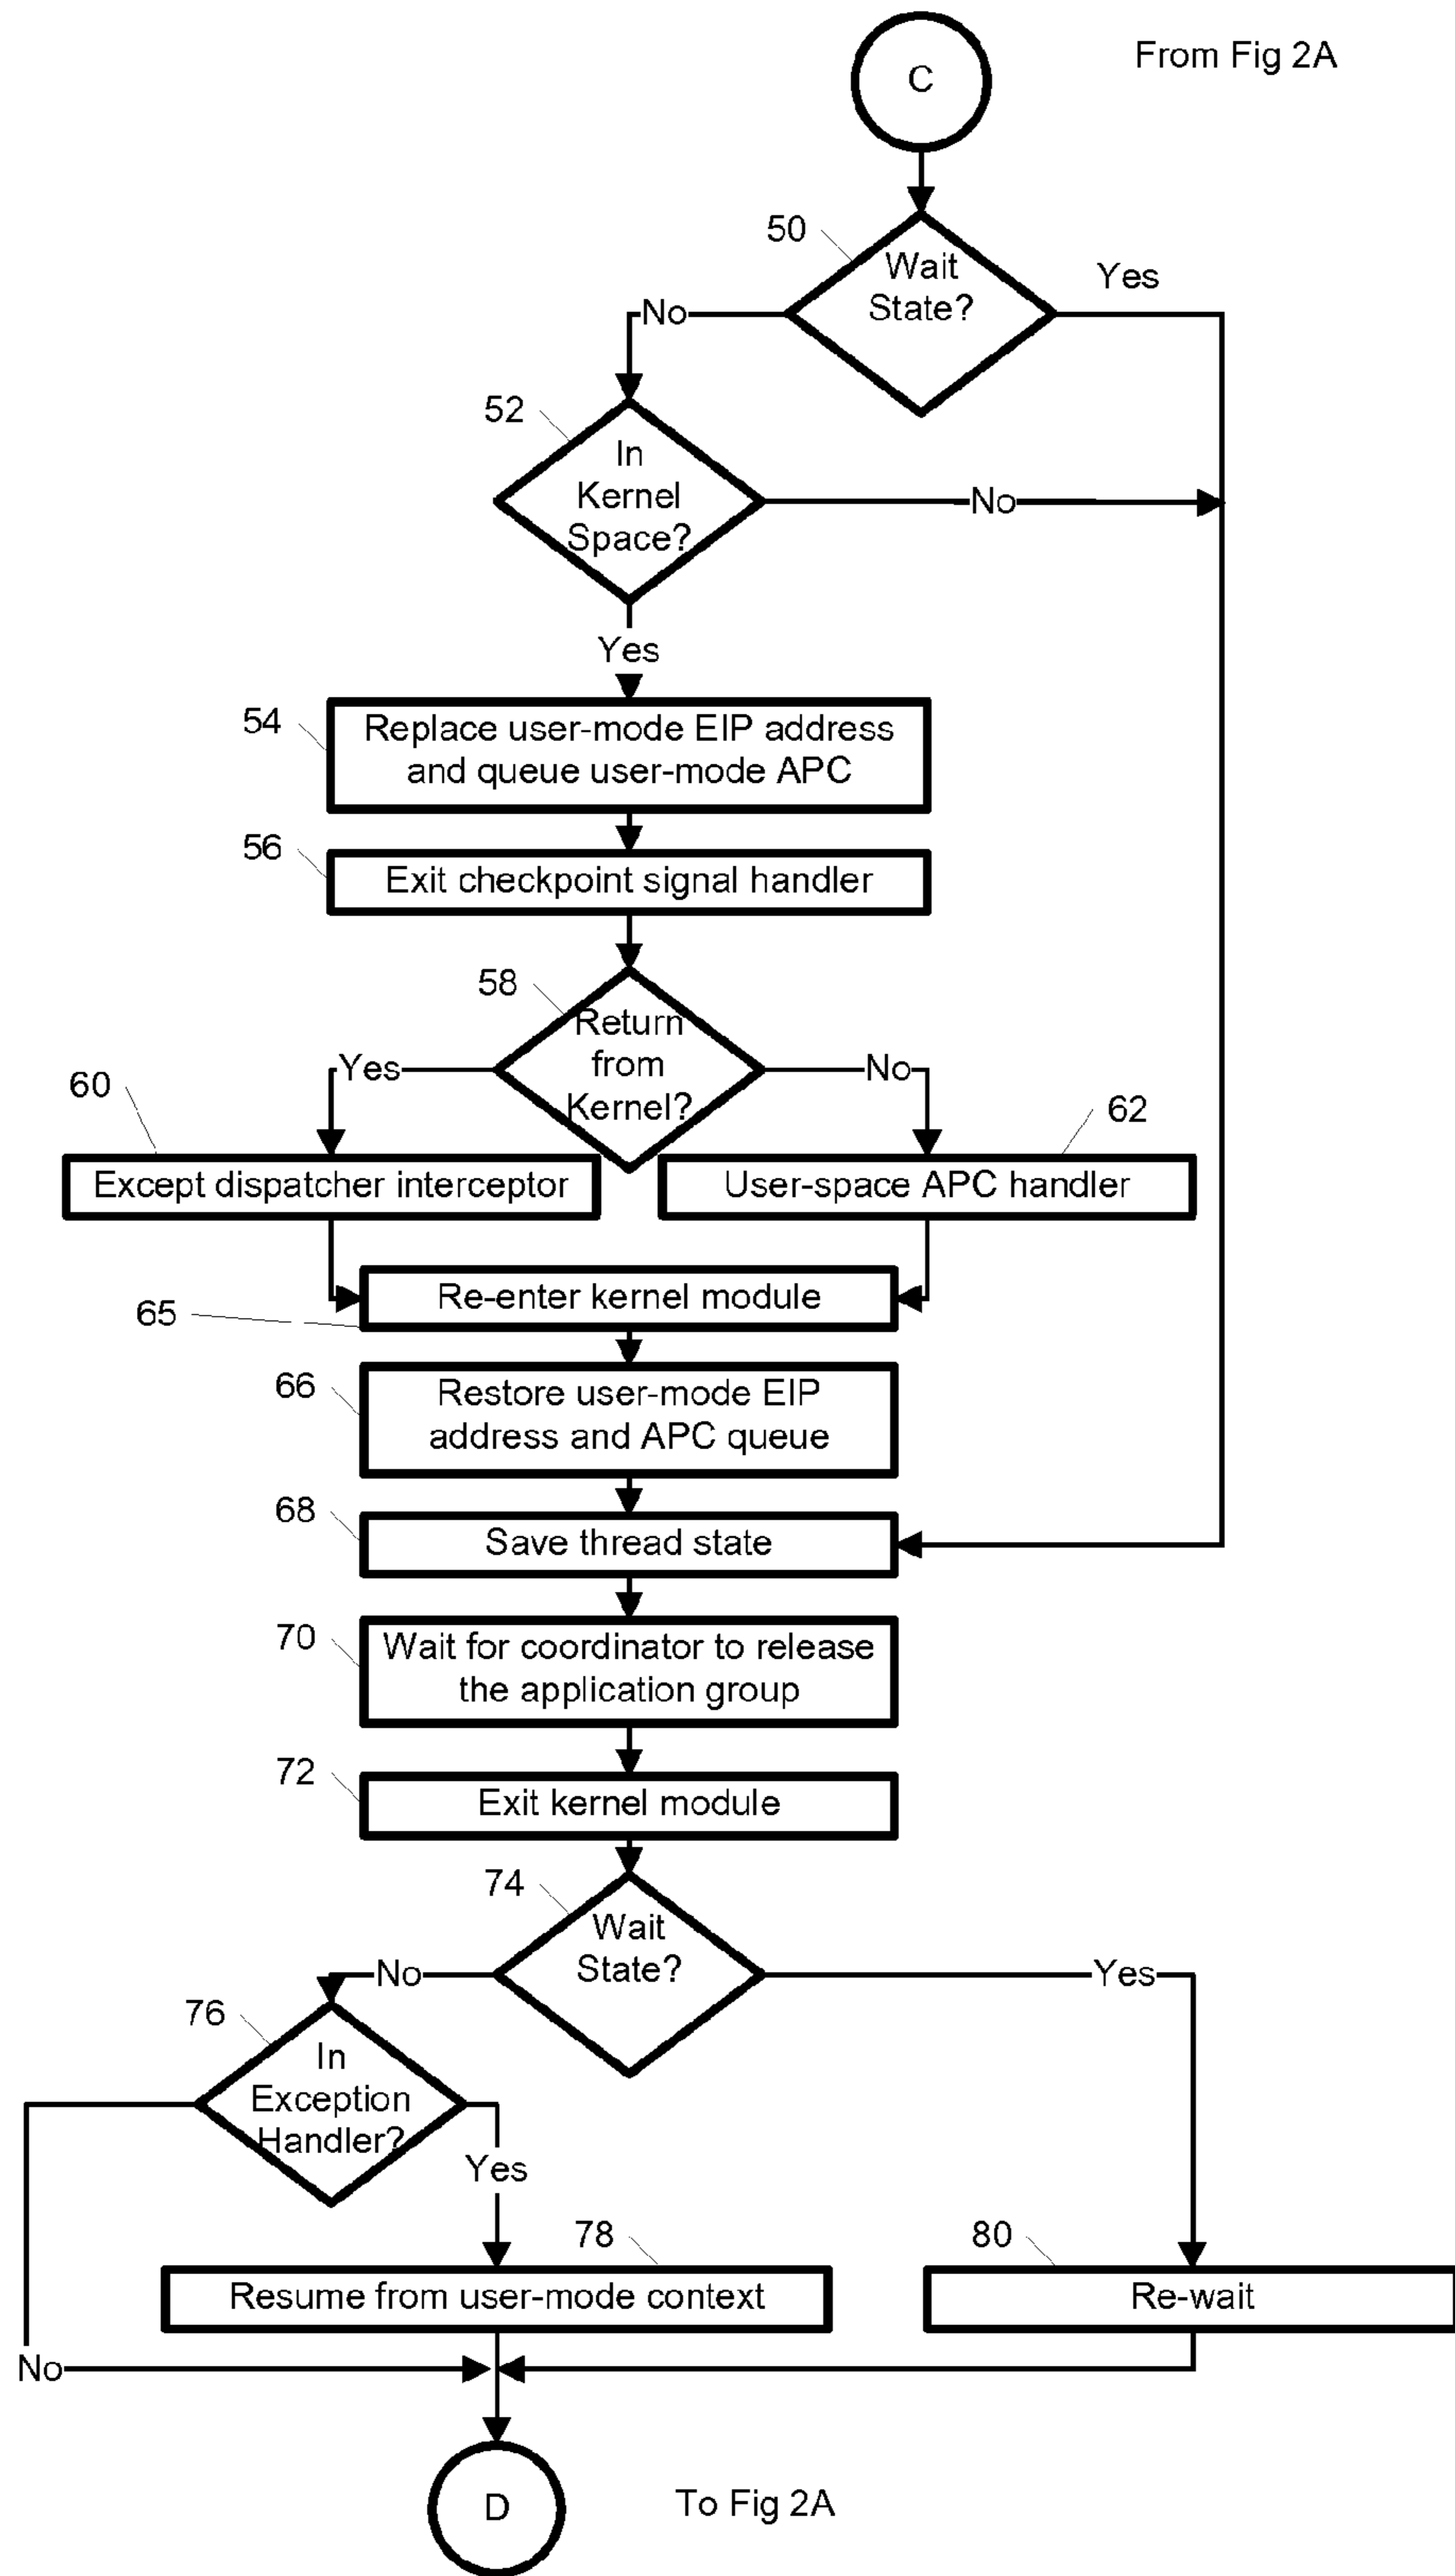 C
From Fig 2A
50
Wait
State?
Yes
No
52
In
Kernel
Space?
No
Yes
54
Replace user-mode EIP address
and queue user-mode APC
56
Exit checkpoint signal handler
58
Return
from
Kernel?
Yes
No
60
62
Except dispatcher interceptor
User-space APC handler
Re-enter kernel module
65
66
Restore user-mode EIP
address and APC queue
68
Save thread state
70
Wait for coordinator to release
the application group
72
Exit kernel module
74
Wait
State?
No
Yes
76
In
Exception
Handler?
Yes
78
80
Resume from user-mode context
Re-wait
No
D
To Fig 2A